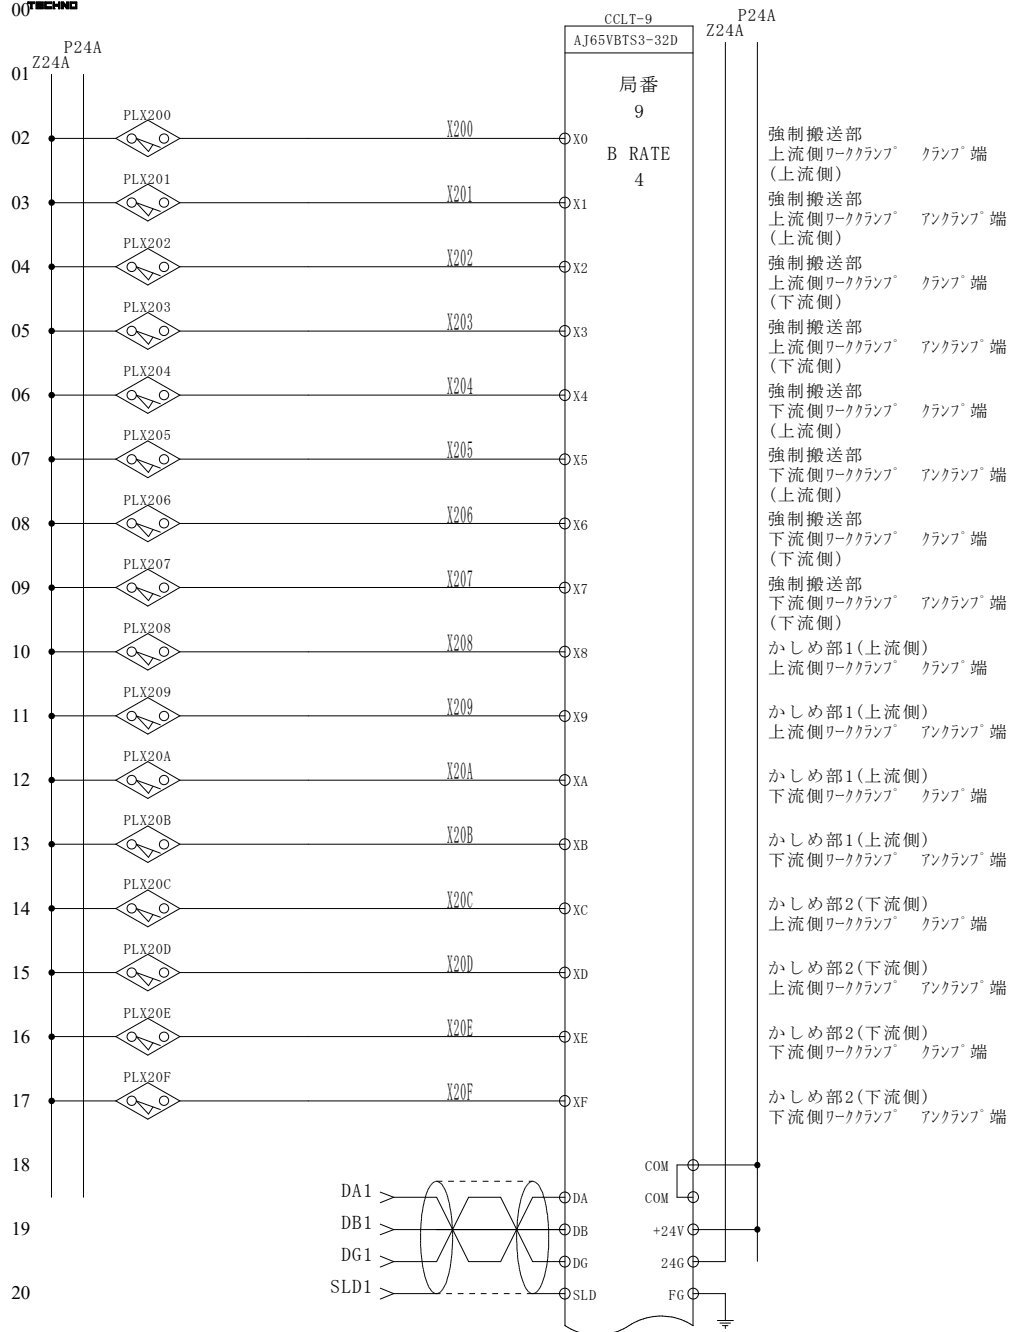 00 TECHNO
CCLT-9
AJ65VBTS3-32D
P24A
Z24A
P24A
Z24A
01
局番
9
B RATE
4
02 PLX200 X200 X0 強制搬送部
上流側ﾜｰｸｸﾗﾝﾌﾟ ｸﾗﾝﾌﾟ端
(上流側)
03 PLX201 X201 X1 強制搬送部
上流側ﾜｰｸｸﾗﾝﾌﾟ ｱﾝｸﾗﾝﾌﾟ端
(上流側)
04 PLX202 X202 X2 強制搬送部
上流側ﾜｰｸｸﾗﾝﾌﾟ ｸﾗﾝﾌﾟ端
(下流側)
05 PLX203 X203 X3 強制搬送部
上流側ﾜｰｸｸﾗﾝﾌﾟ ｱﾝｸﾗﾝﾌﾟ端
(下流側)
06 PLX204 X204 X4 強制搬送部
下流側ﾜｰｸｸﾗﾝﾌﾟ ｸﾗﾝﾌﾟ端
(上流側)
07 PLX205 X205 X5 強制搬送部
下流側ﾜｰｸｸﾗﾝﾌﾟ ｱﾝｸﾗﾝﾌﾟ端
(上流側)
08 PLX206 X206 X6 強制搬送部
下流側ﾜｰｸｸﾗﾝﾌﾟ ｸﾗﾝﾌﾟ端
(下流側)
09 PLX207 X207 X7 強制搬送部
下流側ﾜｰｸｸﾗﾝﾌﾟ ｱﾝｸﾗﾝﾌﾟ端
(下流側)
10 PLX208 X208 X8 かしめ部1(上流側)
上流側ﾜｰｸｸﾗﾝﾌﾟ ｸﾗﾝﾌﾟ端
11 PLX209 X209 X9 かしめ部1(上流側)
上流側ﾜｰｸｸﾗﾝﾌﾟ ｱﾝｸﾗﾝﾌﾟ端
12 PLX20A X20A XA かしめ部1(上流側)
下流側ﾜｰｸｸﾗﾝﾌﾟ ｸﾗﾝﾌﾟ端
13 PLX20B X20B XB かしめ部1(上流側)
下流側ﾜｰｸｸﾗﾝﾌﾟ ｱﾝｸﾗﾝﾌﾟ端
14 PLX20C X20C XC かしめ部2(下流側)
上流側ﾜｰｸｸﾗﾝﾌﾟ ｸﾗﾝﾌﾟ端
15 PLX20D X20D XD かしめ部2(下流側)
上流側ﾜｰｸｸﾗﾝﾌﾟ ｱﾝｸﾗﾝﾌﾟ端
16 PLX20E X20E XE かしめ部2(下流側)
下流側ﾜｰｸｸﾗﾝﾌﾟ ｸﾗﾝﾌﾟ端
17 PLX20F X20F XF かしめ部2(下流側)
下流側ﾜｰｸｸﾗﾝﾌﾟ ｱﾝｸﾗﾝﾌﾟ端
18 COM
DA1 DA COM
19 DB1 DB +24V
DG1 DG 24G
20 SLD1 SLD FG